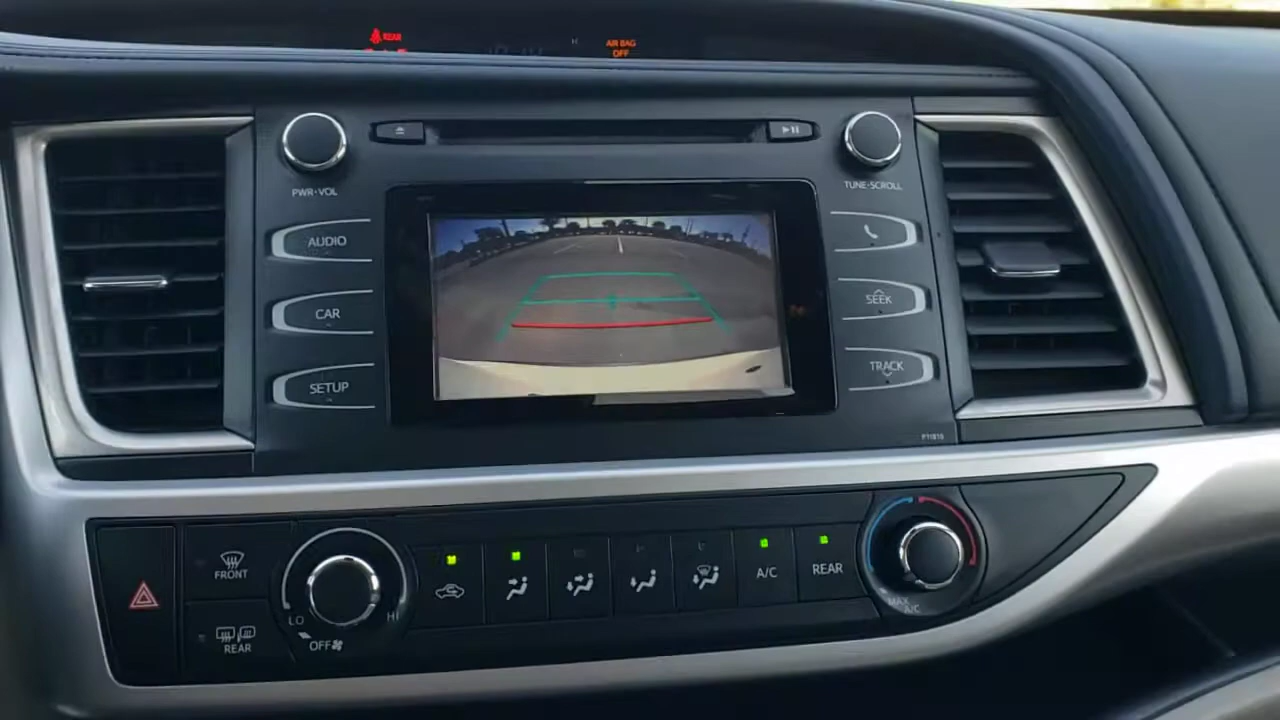 REAR
AIR BAG
OFF
PWR•VOL
TUNE•SCROLL
AUDIO
CAR
SETUP
SEEK
TRACK
P11810
FRONT
REAR
LO
HI
OFF
A/C
REAR
MAX
A/C